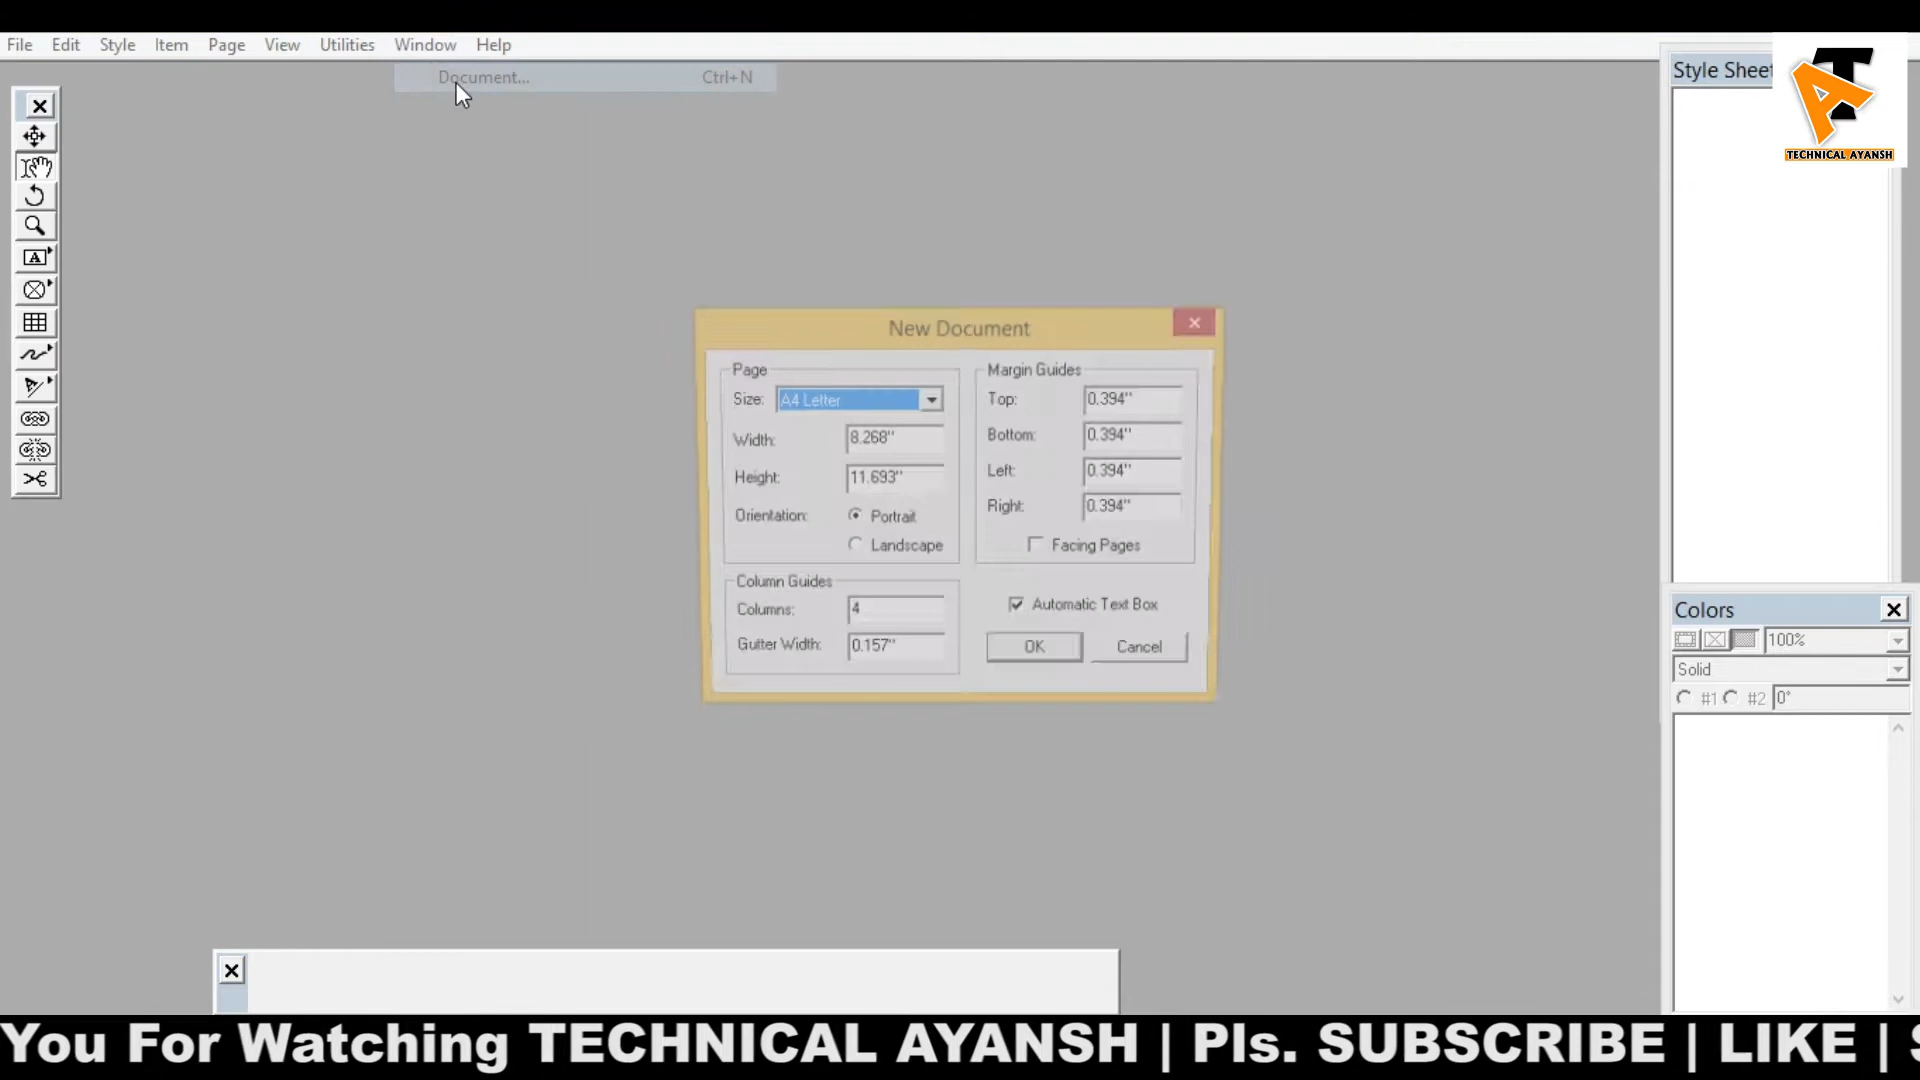 File Edit Style Item Page View Utilities Window Help
Document... Ctrl+N
Style Sheet
TECHNICAL AYANSH
New Document
Page
Size: A4 Letter
Width: 8.268"
Height: 11.693"
Orientation: Portrait
Landscape
Column Guides
Columns: 4
Gutter Width: 0.157"
Margin Guides
Top: 0.394"
Bottom: 0.394"
Left: 0.394"
Right: 0.394"
Facing Pages
Automatic Text Box
OK Cancel
Colors
100%
Solid
#1 #2 0°
You For Watching TECHNICAL AYANSH | Pls. SUBSCRIBE | LIKE |